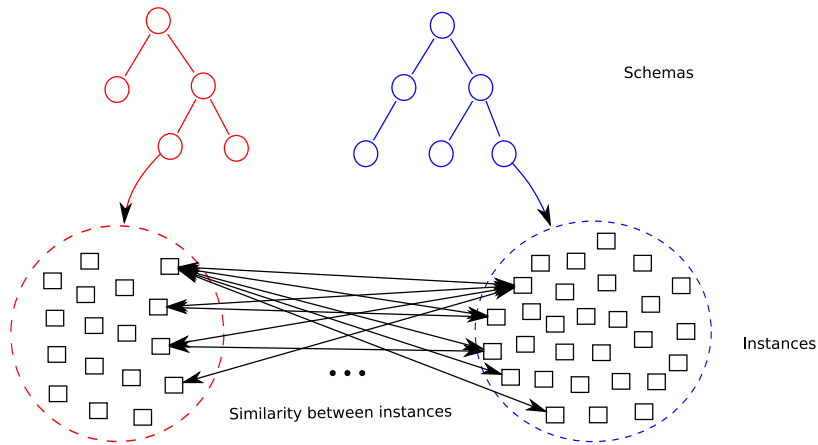 Schemas
Instances
• • •
Similarity between instances